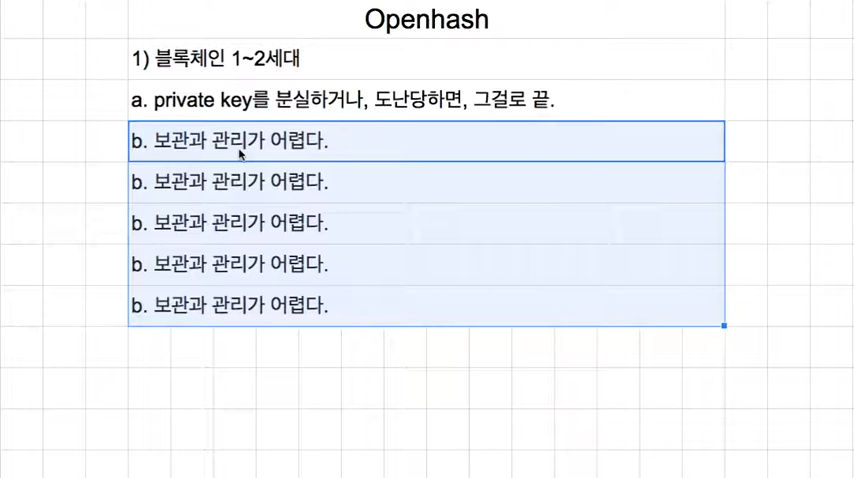 Openhash
1) 블록체인 1~2세대
a. private key를 분실하거나, 도난당하면, 그걸로 끝.
b. 보관과 관리가 어렵다.
b. 보관과 관리가 어렵다.
b. 보관과 관리가 어렵다.
b. 보관과 관리가 어렵다.
b. 보관과 관리가 어렵다.